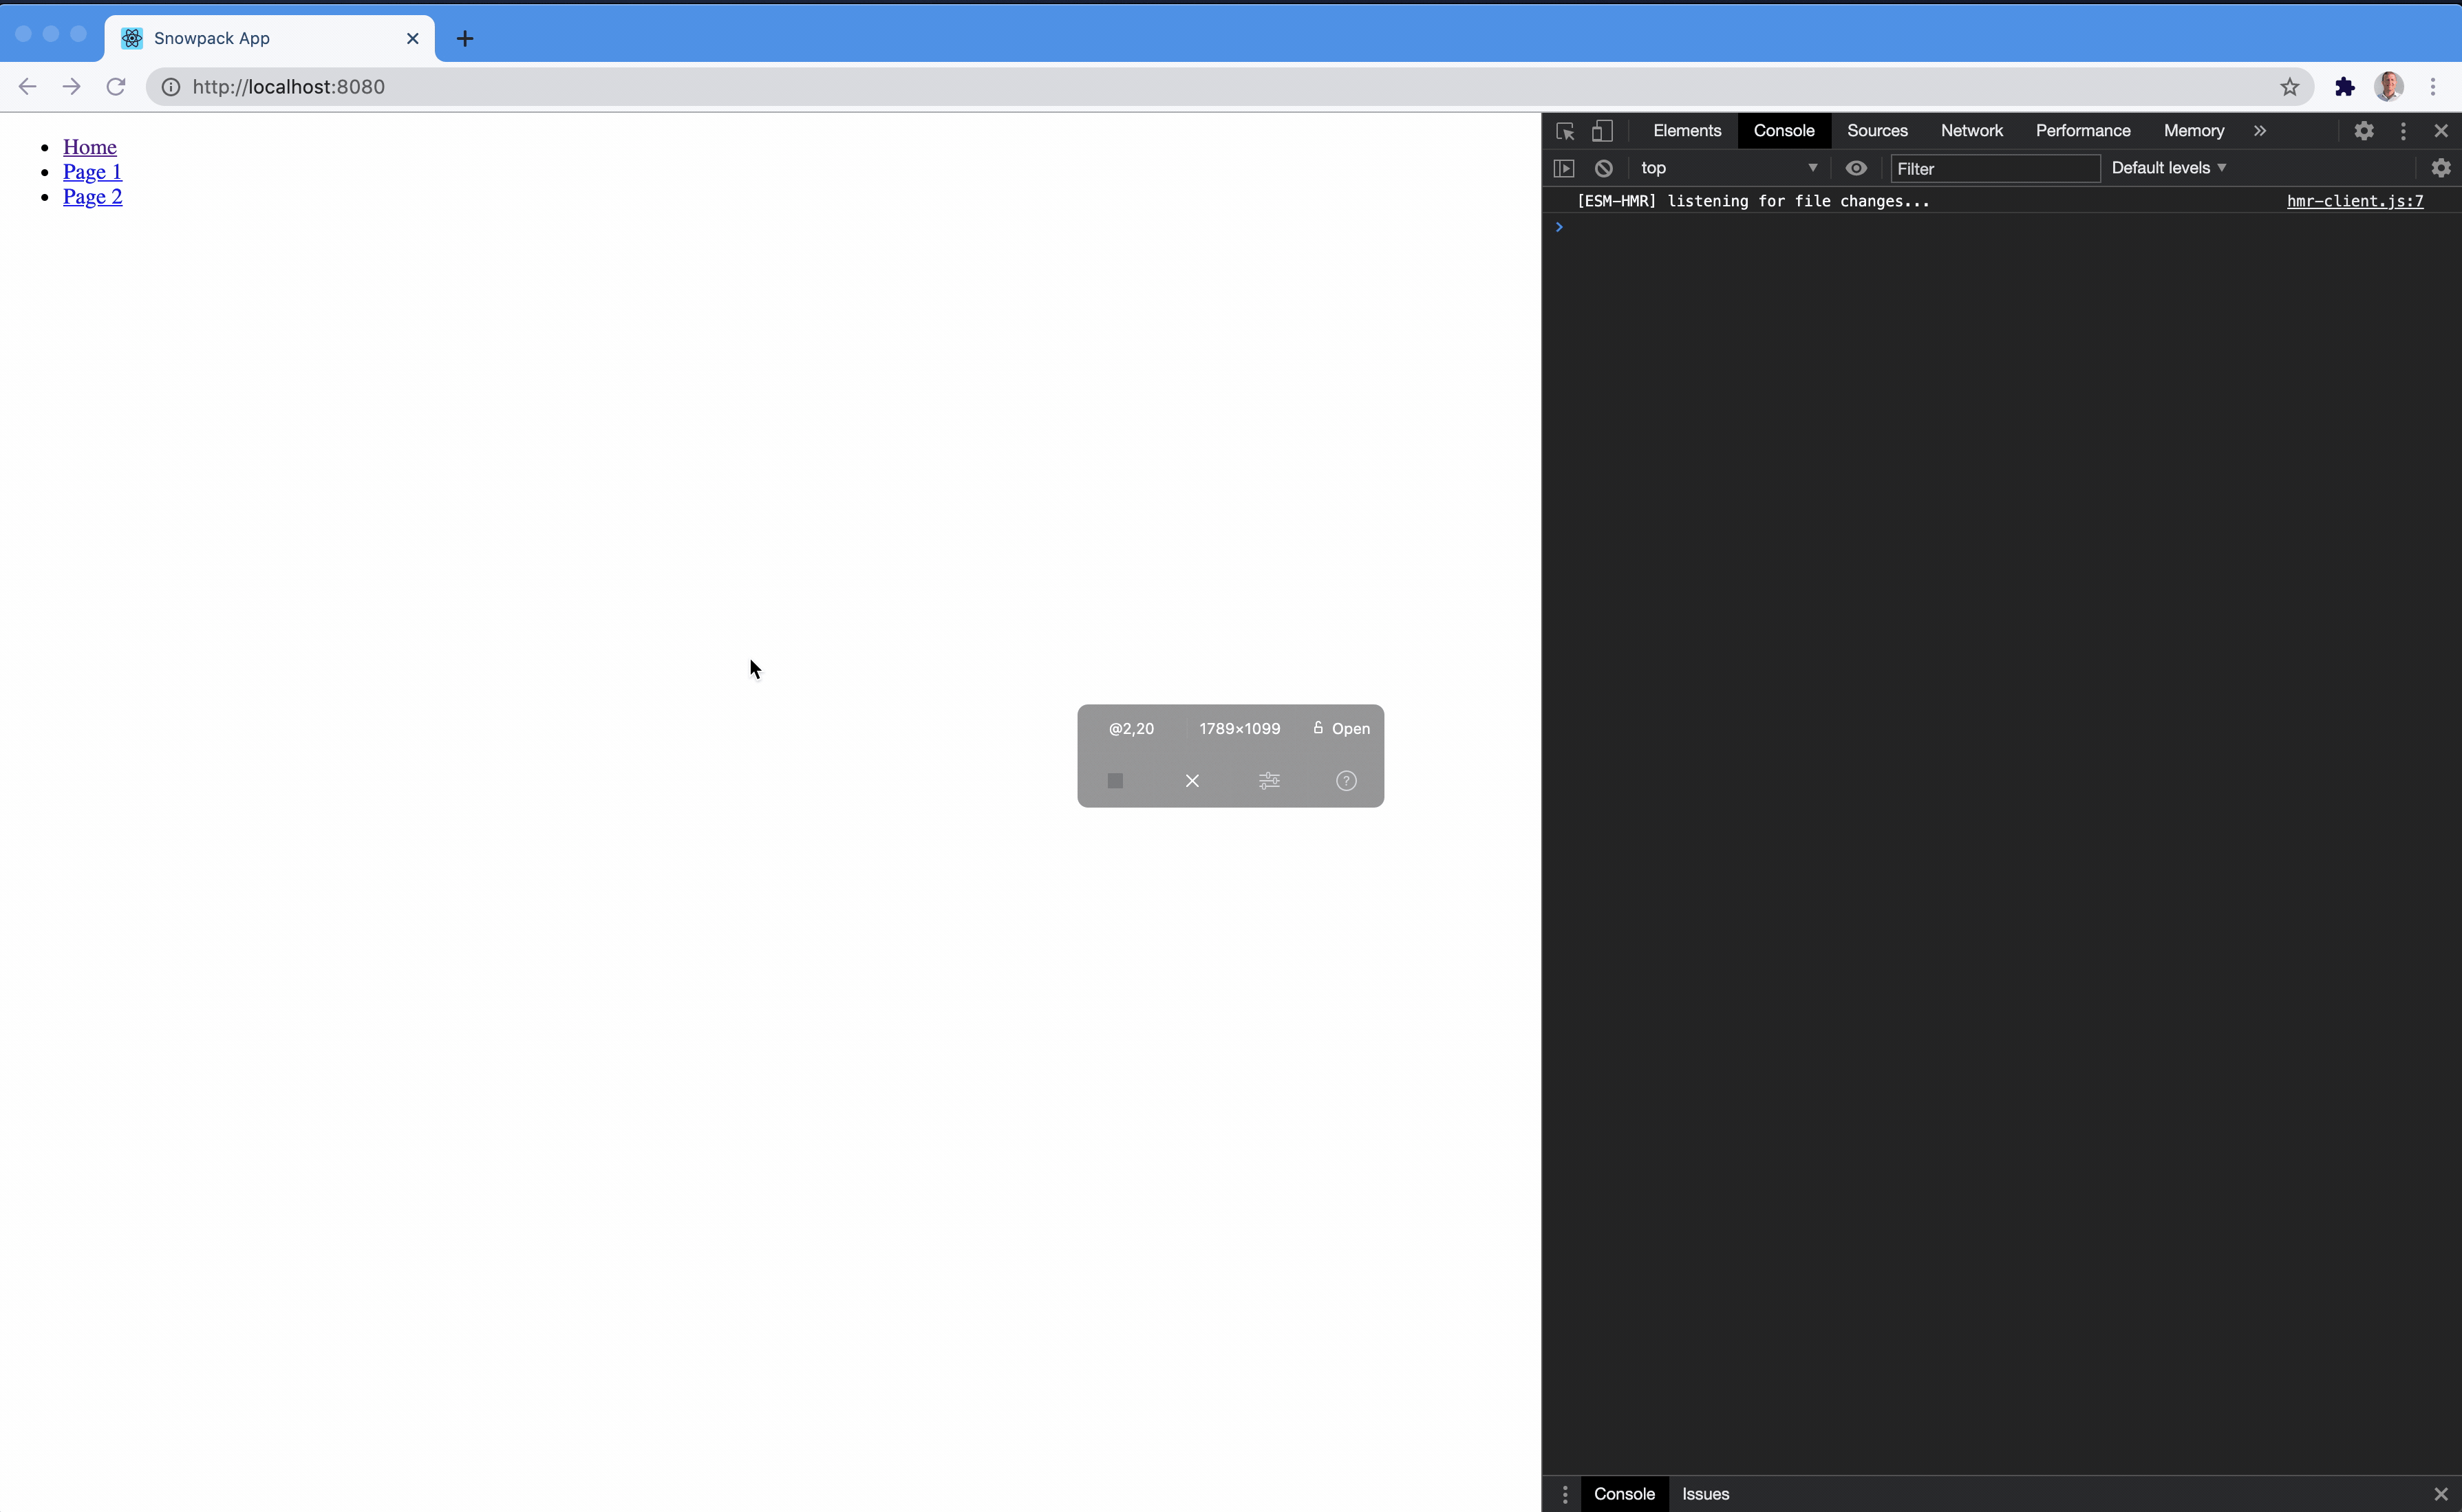 Snowpack App
http://localhost:8080
Home
Page 1
Page 2
Elements Console Sources Network Performance Memory
top Filter Default levels
[ESM-HMR] listening for file changes... hmr-client.js:7
@2,20 1789×1099 Open
Console Issues